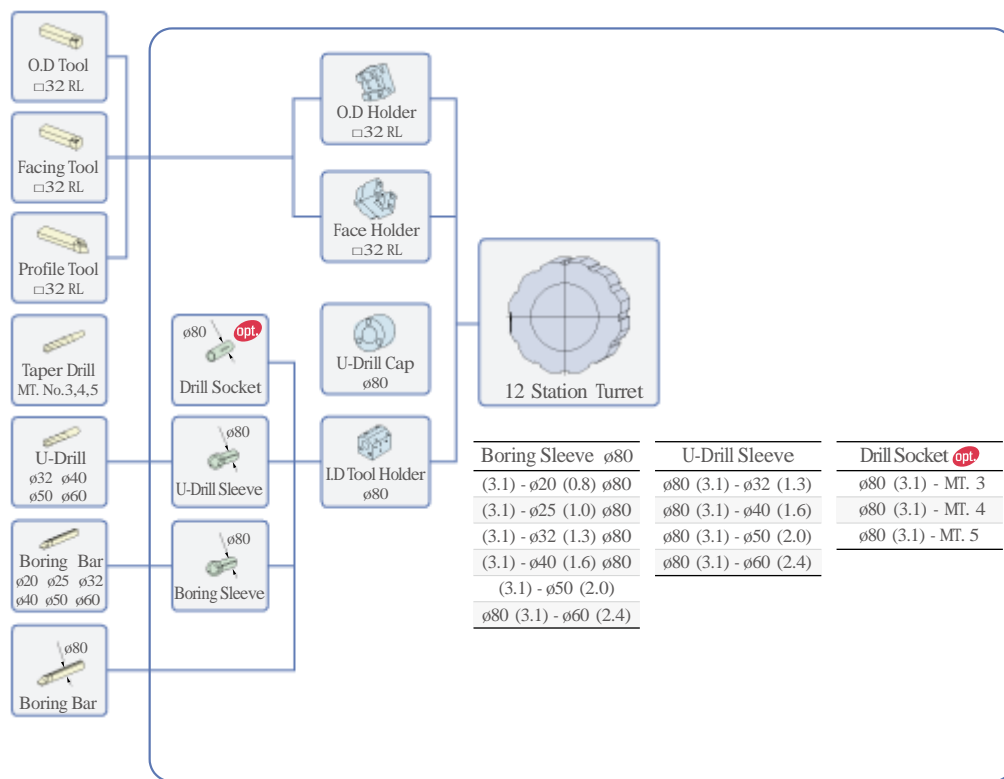 O.D Tool
□32 RL
Facing Tool
□32 RL
Profile Tool
□32 RL
Taper Drill
MT. No.3,4,5
U-Drill
ø32 ø40
ø50 ø60
Boring Bar
ø20 ø25 ø32
ø40 ø50 ø60
ø80
Boring Bar
ø80 opt.
Drill Socket
ø80
U-Drill Sleeve
ø80
Boring Sleeve
O.D Holder
□32 RL
Face Holder
□32 RL
U-Drill Cap
ø80
I.D Tool Holder
ø80
12 Station Turret
Boring Sleeve ø80
(3.1) - ø20 (0.8) ø80
(3.1) - ø25 (1.0) ø80
(3.1) - ø32 (1.3) ø80
(3.1) - ø40 (1.6) ø80
(3.1) - ø50 (2.0)
ø80 (3.1) - ø60 (2.4)
U-Drill Sleeve
ø80 (3.1) - ø32 (1.3)
ø80 (3.1) - ø40 (1.6)
ø80 (3.1) - ø50 (2.0)
ø80 (3.1) - ø60 (2.4)
Drill Socket opt.
ø80 (3.1) - MT. 3
ø80 (3.1) - MT. 4
ø80 (3.1) - MT. 5